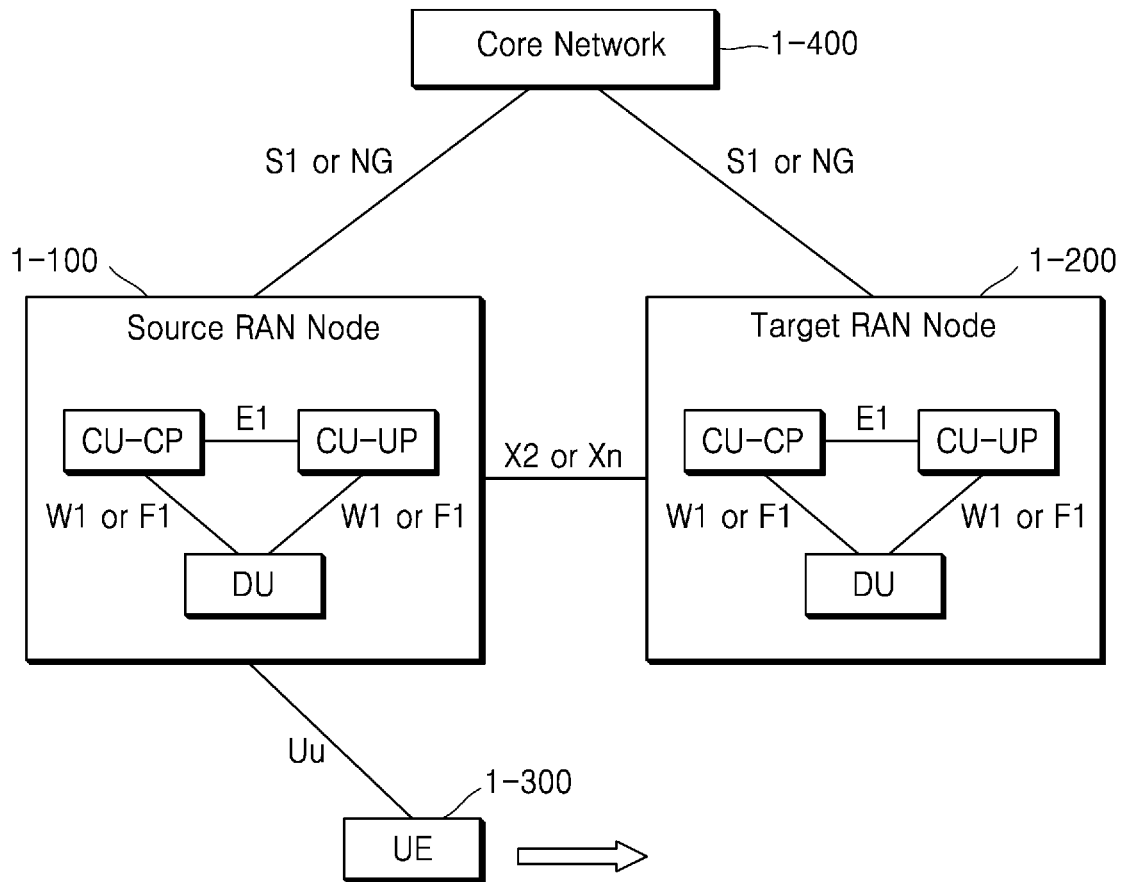 Core Network
1-400
S1 or NG
S1 or NG
1-100
1-200
Source RAN Node
Target RAN Node
CU-CP
E1
CU-UP
X2 or Xn
CU-CP
E1
CU-UP
W1 or F1
W1 or F1
W1 or F1
W1 or F1
DU
DU
Uu
1-300
UE